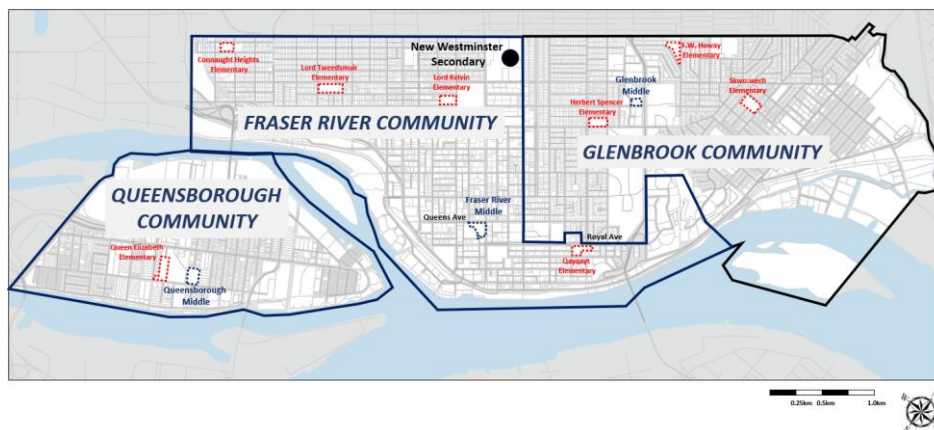 New Westminster
Secondary
Connaught Heights
Elementary
F.W. Howay
Elementary
Lord Tweedsmuir
Elementary
Lord Kelvin
Elementary
Glenbrook
Middle
Skwo:wech
Elementary
Herbert Spencer
Elementary
FRASER RIVER COMMUNITY
GLENBROOK COMMUNITY
QUEENSBOROUGH
COMMUNITY
Fraser River
Middle
Queens Ave
Royal Ave
Qayqayt
Elementary
Queen Elizabeth
Elementary
Queensborough
Middle
0.25km 0.5km 1.0km